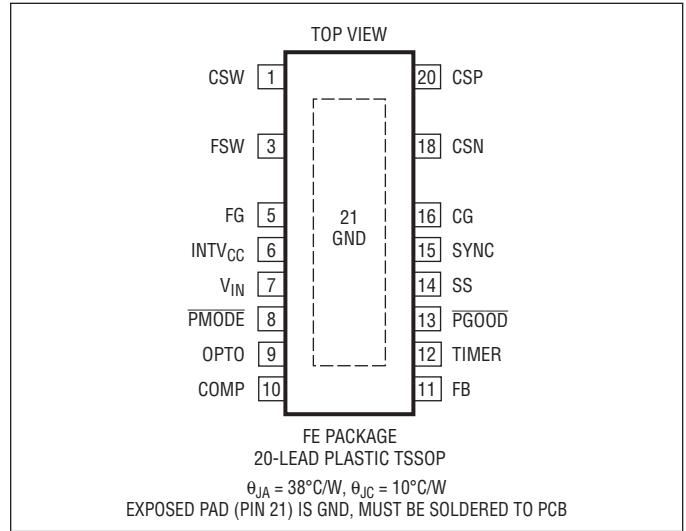 TOP VIEW
CSW 1 20 CSP
FSW 3 18 CSN
FG 5 16 CG
21
GND
INTVCC 6 15 SYNC
VIN 7 14 SS
PMODE 8 13 PGOOD
OPTO 9 12 TIMER
COMP 10 11 FB
FE PACKAGE
20-LEAD PLASTIC TSSOP
θJA = 38°C/W, θJC = 10°C/W
EXPOSED PAD (PIN 21) IS GND, MUST BE SOLDERED TO PCB